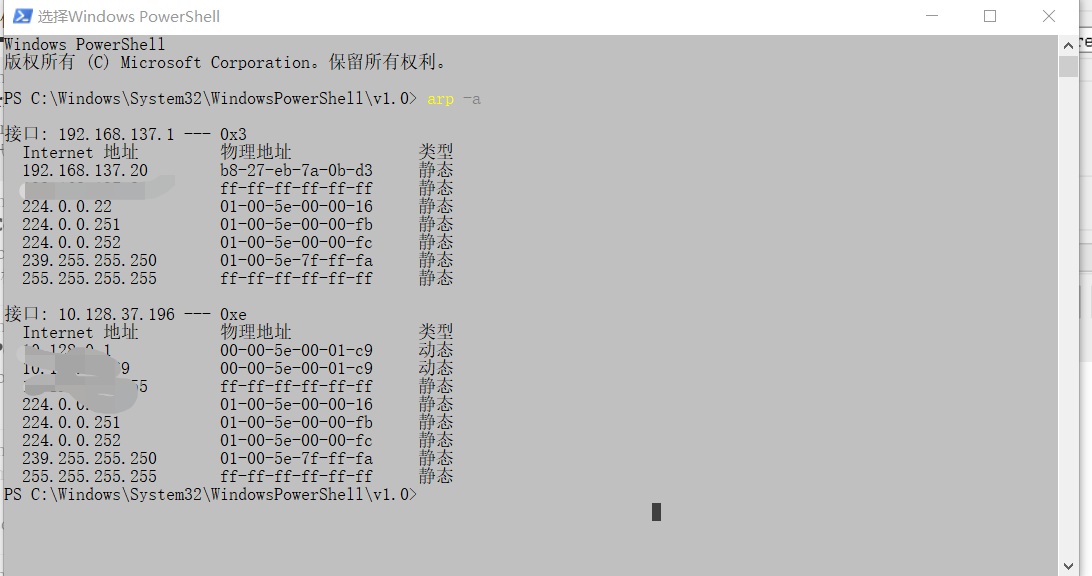 选择Windows PowerShell
Windows PowerShell
版权所有 (C) Microsoft Corporation。保留所有权利。
PS C:\Windows\System32\WindowsPowerShell\v1.0> arp -a
接口: 192.168.137.1 --- 0x3
Internet 地址 物理地址 类型
192.168.137.20 b8-27-eb-7a-0b-d3 静态
ff-ff-ff-ff-ff-ff 静态
224.0.0.22 01-00-5e-00-00-16 静态
224.0.0.251 01-00-5e-00-00-fb 静态
224.0.0.252 01-00-5e-00-00-fc 静态
239.255.255.250 01-00-5e-7f-ff-fa 静态
255.255.255.255 ff-ff-ff-ff-ff-ff 静态
接口: 10.128.37.196 --- 0xe
Internet 地址 物理地址 类型
00-00-5e-00-01-c9 动态
00-00-5e-00-01-c9 动态
ff-ff-ff-ff-ff-ff 静态
01-00-5e-00-00-16 静态
224.0.0.251 01-00-5e-00-00-fb 静态
224.0.0.252 01-00-5e-00-00-fc 静态
239.255.255.250 01-00-5e-7f-ff-fa 静态
255.255.255.255 ff-ff-ff-ff-ff-ff 静态
PS C:\Windows\System32\WindowsPowerShell\v1.0>